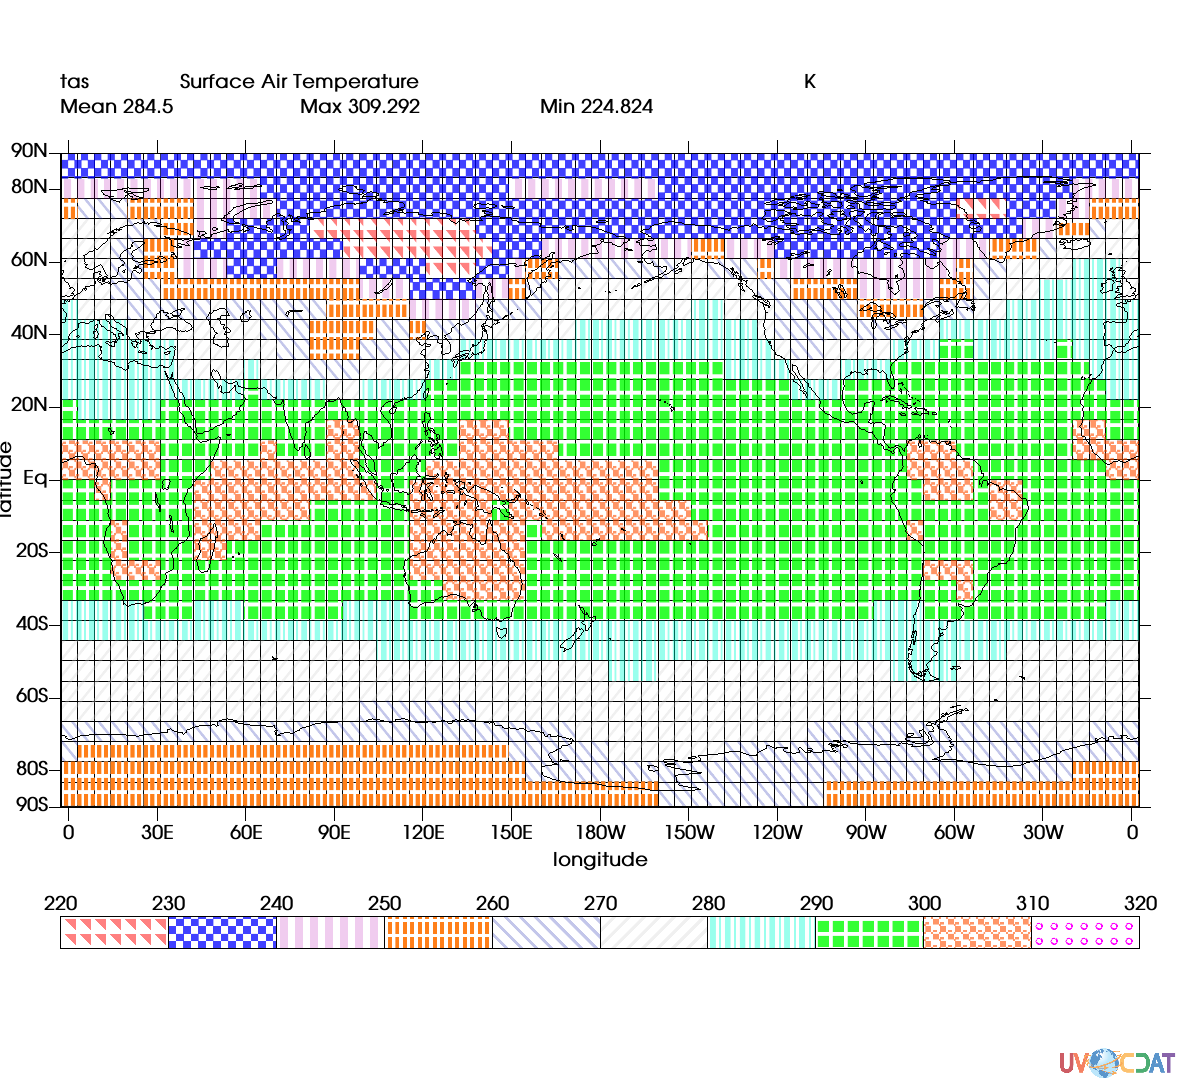 tas Surface Air Temperature K
Mean 284.5 Max 309.292 Min 224.824
90N
80N
60N
40N
20N
Eq
20S
40S
60S
80S
90S
latitude
0 30E 60E 90E 120E 150E 180W 150W 120W 90W 60W 30W 0
longitude
220 230 240 250 260 270 280 290 300 310 320
UVCDAT